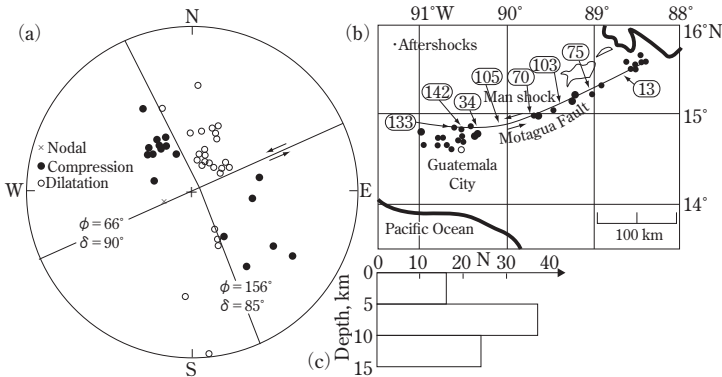 (a)
N
× Nodal
● Compression
○ Dilatation
W
E
S
ϕ = 66°
δ = 90°
ϕ = 156°
δ = 85°
(b)
91°W 90° 89° 88°
16°N
15°
14°
·Aftershocks
75
103
70
105
34
142
133
13
Man shock
Motagua Fault
Guatemala
City
Pacific Ocean
100 km
(c)
0 10 20 N 30 40
Depth, km
0
5
10
15